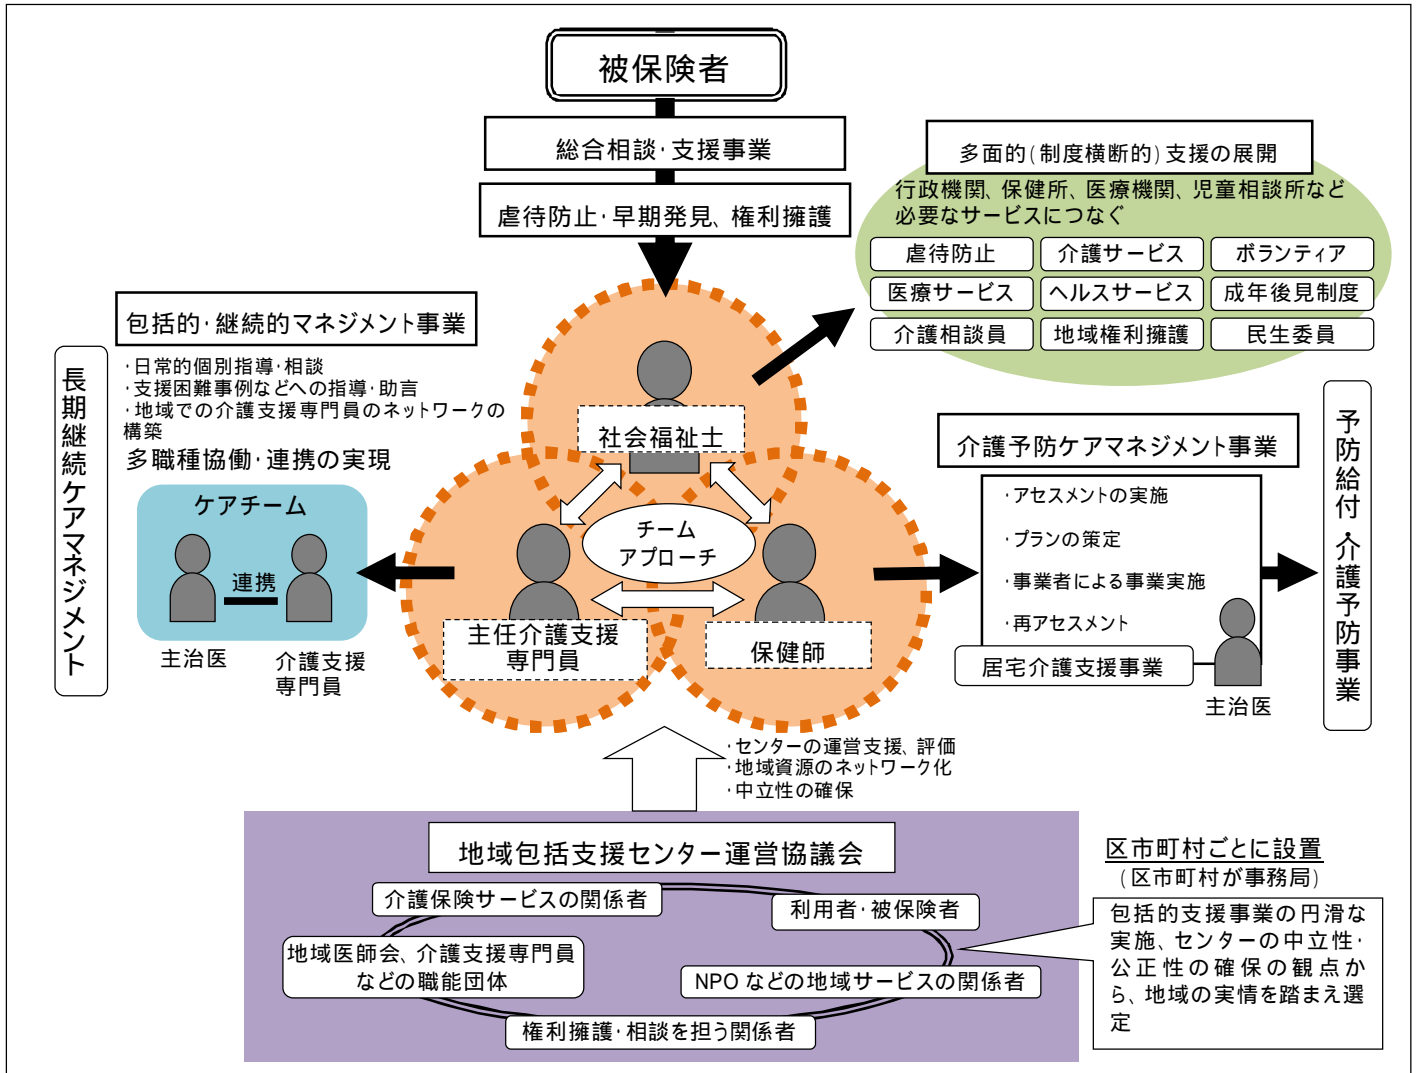 被保険者
総合相談・支援事業
虐待防止・早期発見、権利擁護
多面的(制度横断的)支援の展開
行政機関、保健所、医療機関、児童相談所など
必要なサービスにつなぐ
虐待防止
介護サービス
ボランティア
医療サービス
ヘルスサービス
成年後見制度
介護相談員
地域権利擁護
民生委員
包括的・継続的マネジメント事業
・日常的個別指導・相談
・支援困難事例などへの指導・助言
・地域での介護支援専門員のネットワークの
構築
多職種協働・連携の実現
長期継続ケアマネジメント
ケアチーム
連携
主治医
介護支援
専門員
社会福祉士
チーム
アプローチ
主任介護支援
専門員
保健師
介護予防ケアマネジメント事業
・アセスメントの実施
・プランの策定
・事業者による事業実施
・再アセスメント
居宅介護支援事業
主治医
予防給付・介護予防事業
・センターの運営支援、評価
・地域資源のネットワーク化
・中立性の確保
地域包括支援センター運営協議会
介護保険サービスの関係者
利用者・被保険者
地域医師会、介護支援専門員
などの職能団体
NPOなどの地域サービスの関係者
権利擁護・相談を担う関係者
区市町村ごとに設置
(区市町村が事務局)
包括的支援事業の円滑な
実施、センターの中立性・
公正性の確保の観点か
ら、地域の実情を踏まえ選
定